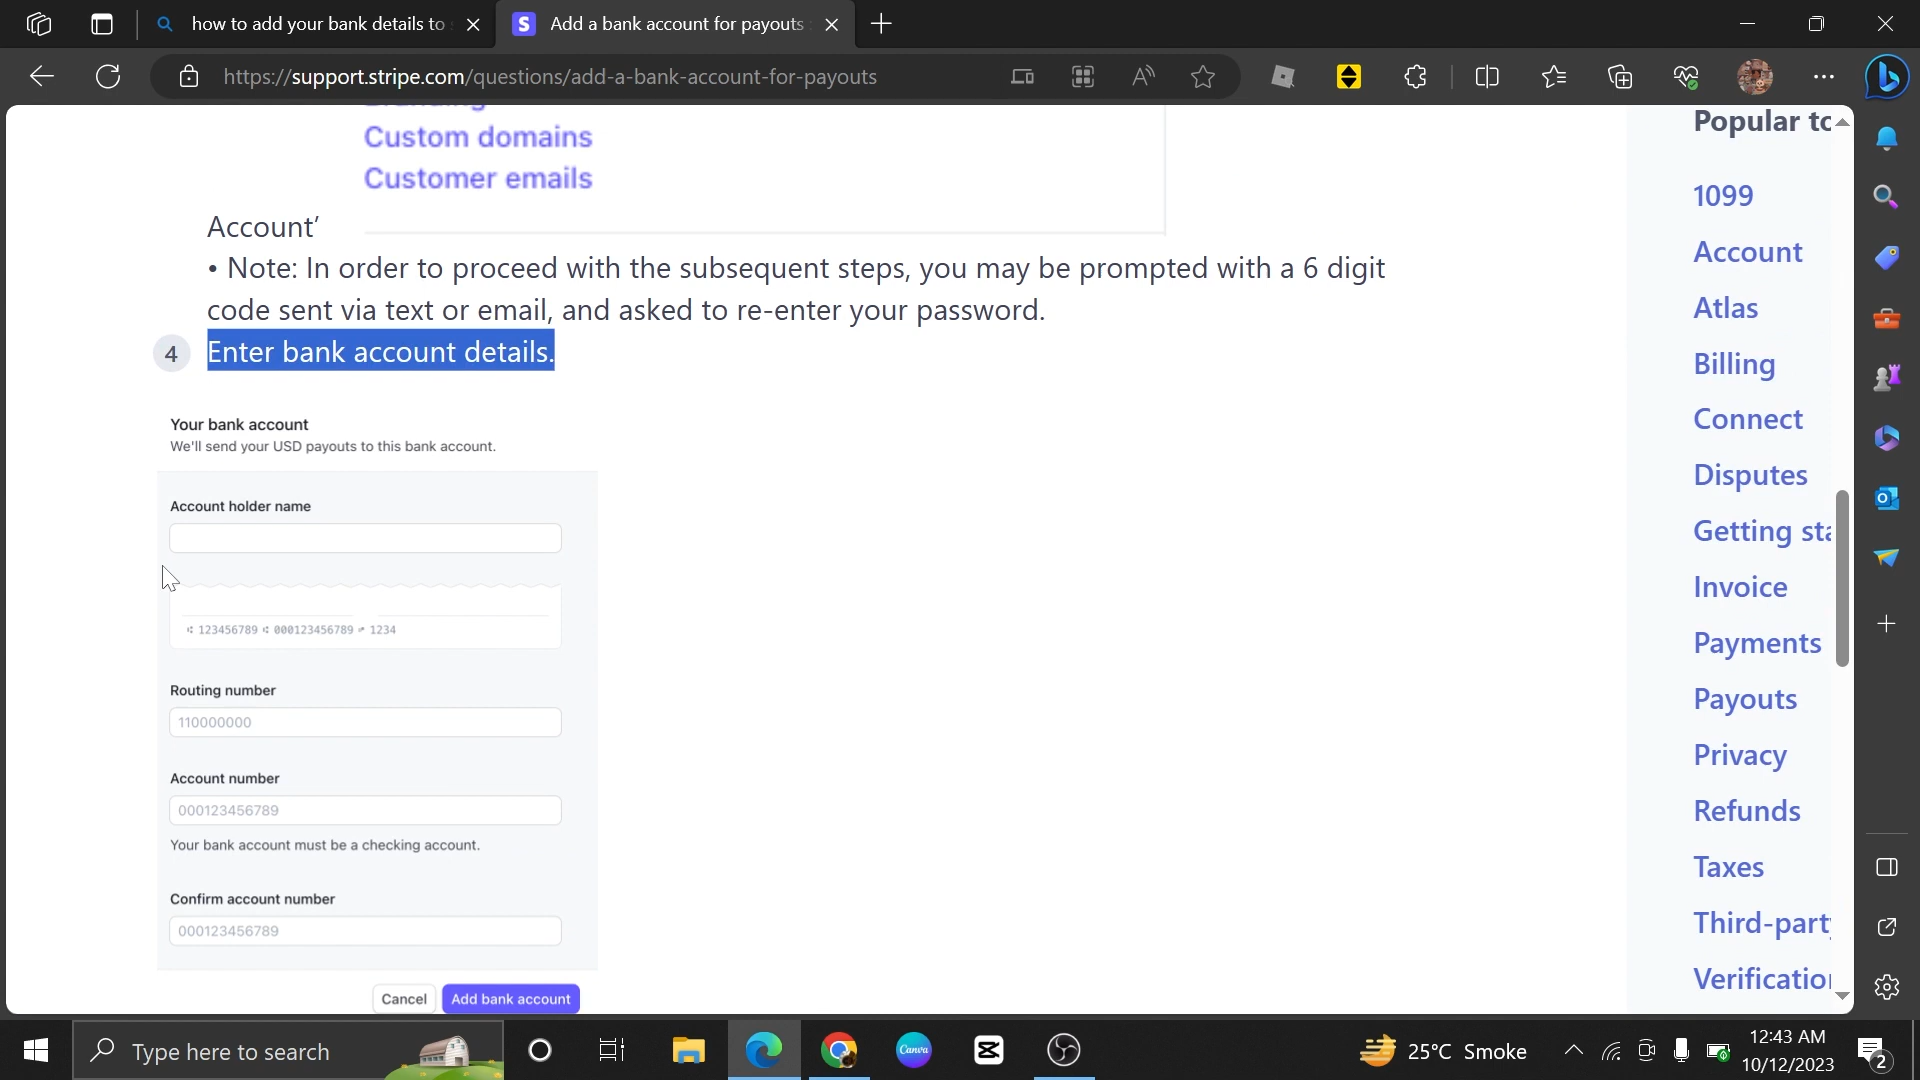 how to add your bank details to
Add a bank account for payouts
https://support.stripe.com/questions/add-a-bank-account-for-payouts
Custom domains
Customer emails
Account’
• Note: In order to proceed with the subsequent steps, you may be prompted with a 6 digit
code sent via text or email, and asked to re-enter your password.
4 Enter bank account details.
Your bank account
We'll send your USD payouts to this bank account.
Account holder name
⑆ 123456789 ⑆ 000123456789 ⑈ 1234
Routing number
110000000
Account number
000123456789
Your bank account must be a checking account.
Confirm account number
000123456789
Cancel
Add bank account
Popular to
1099
Account
Atlas
Billing
Connect
Disputes
Getting sta
Invoice
Payments
Payouts
Privacy
Refunds
Taxes
Third-party
Verification
Type here to search
Canva
25°C Smoke
12:43 AM
10/12/2023
2